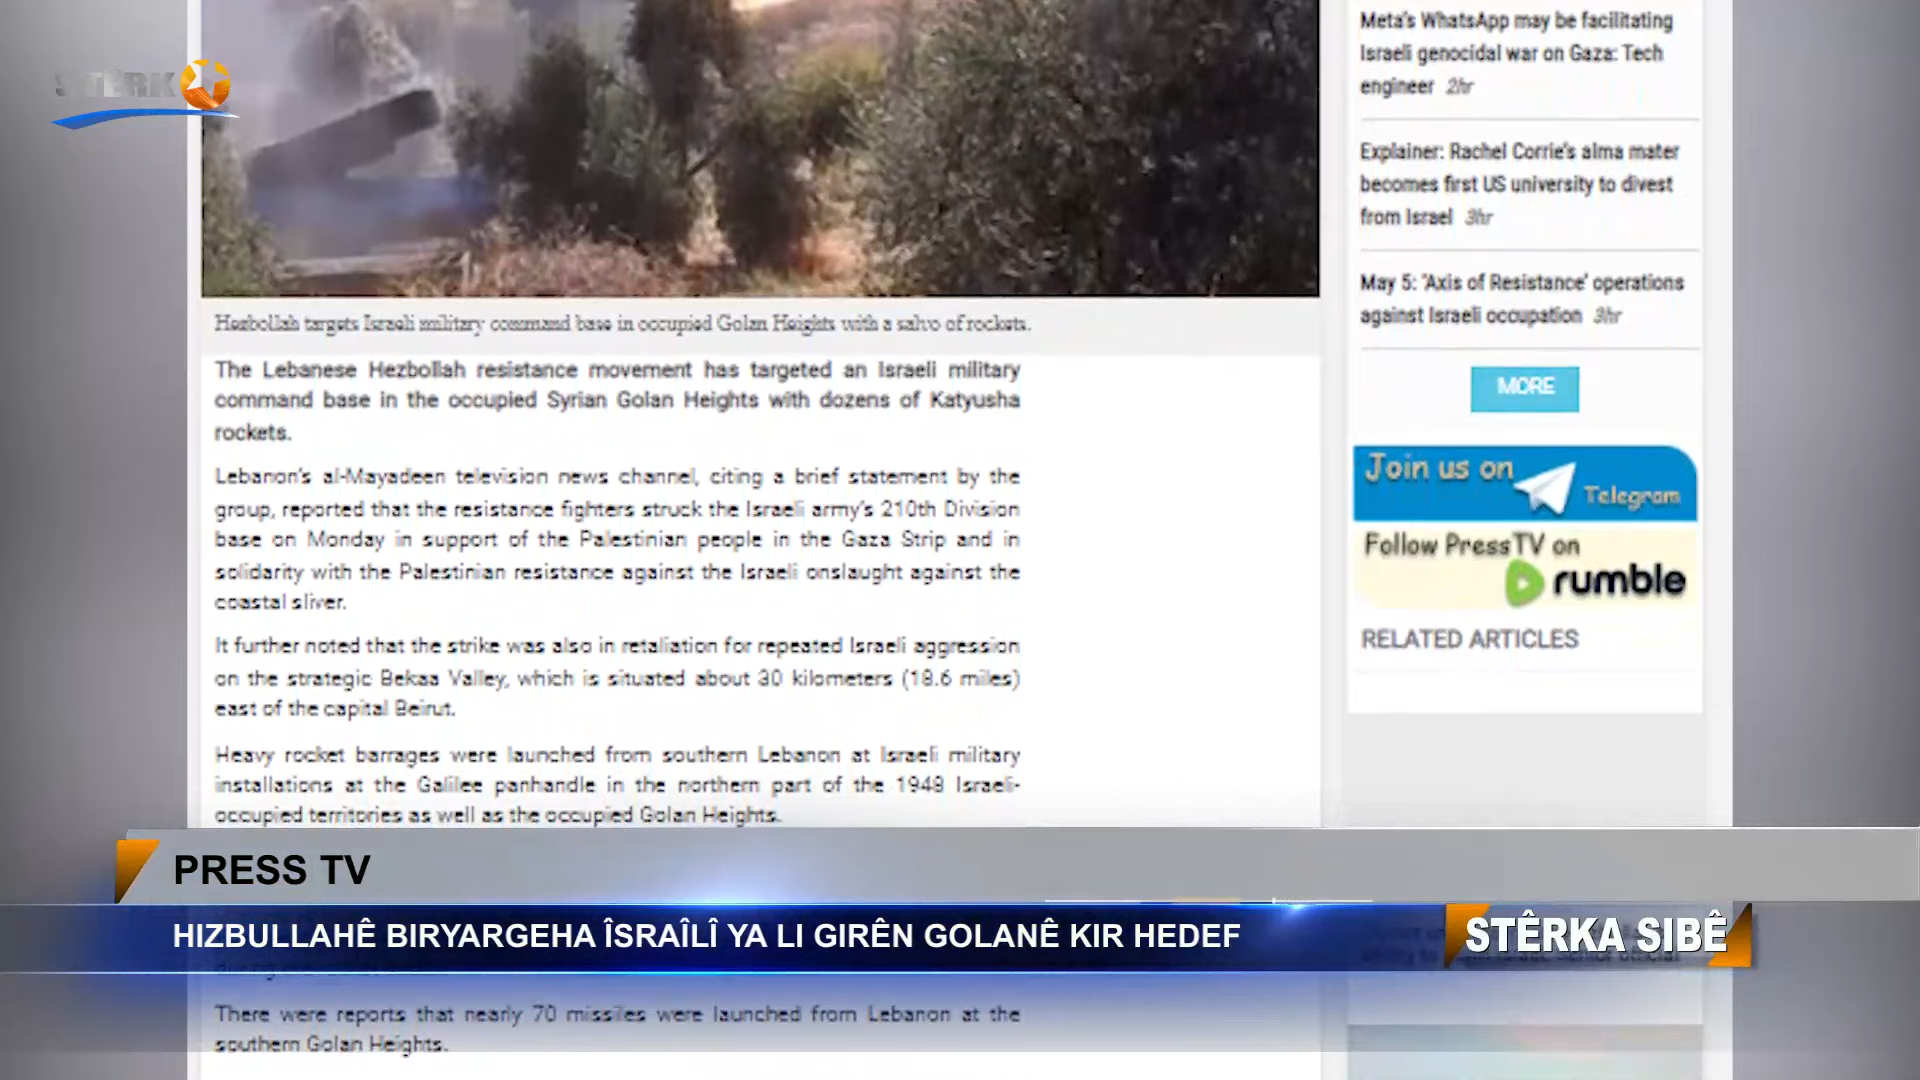 STÊRK
Meta's WhatsApp may be facilitating
Israeli genocidal war on Gaza: Tech
engineer 2hr
Explainer: Rachel Corrie's alma mater
becomes first US university to divest
from Israel 3hr
May 5: 'Axis of Resistance' operations
against Israeli occupation 3hr
MORE
Join us on
Telegram
Follow PressTV on
rumble
RELATED ARTICLES
Hezbollah targets Israeli military command base in occupied Golan Heights with a salvo of rockets.
The Lebanese Hezbollah resistance movement has targeted an Israeli military
command base in the occupied Syrian Golan Heights with dozens of Katyusha
rockets.
Lebanon's al-Mayadeen television news channel, citing a brief statement by the
group, reported that the resistance fighters struck the Israeli army's 210th Division
base on Monday in support of the Palestinian people in the Gaza Strip and in
solidarity with the Palestinian resistance against the Israeli onslaught against the
coastal sliver.
It further noted that the strike was also in retaliation for repeated Israeli aggression
on the strategic Bekaa Valley, which is situated about 30 kilometers (18.6 miles)
east of the capital Beirut.
Heavy rocket barrages were launched from southern Lebanon at Israeli military
installations at the Galilee panhandle in the northern part of the 1948 Israeli-
occupied territories as well as the occupied Golan Heights.
PRESS TV
HIZBULLAHÊ BIRYARGEHA ÎSRAÎLÎ YA LI GIRÊN GOLANÊ KIR HEDEF
STÊRKA SIBÊ
There were reports that nearly 70 missiles were launched from Lebanon at the
southern Golan Heights.